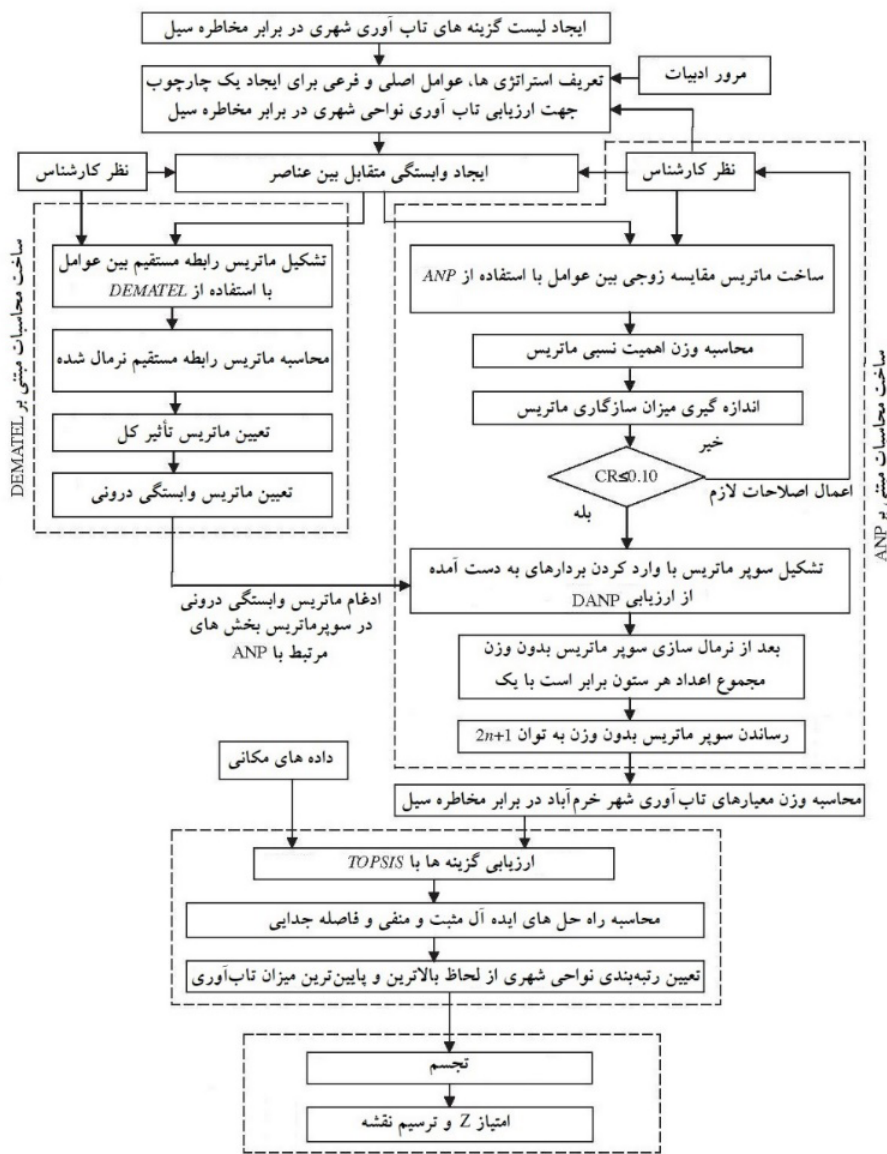 ایجاد لیست گزینه های تاب آوری شهری در برابر مخاطره سیل
تعریف استراتژی ها، عوامل اصلی و فرعی برای ایجاد یک چارچوب
جهت ارزیابی تاب آوری نواحی شهری در برابر مخاطره سیل
مرور ادبیات
نظر کارشناس
ایجاد وابستگی متقابل بین عناصر
نظر کارشناس
ساخت محاسبات مبتنی بر ANP
ساخت ماتریس مقایسه زوجی بین عوامل با استفاده از ANP
محاسبه وزن اهمیت نسبی ماتریس
اندازه گیری میزان سازگاری ماتریس
خیر
CR≤0.10
اعمال اصلاحات لازم
بله
ساخت محاسبات مبتنی بر DEMATEL
تشکیل ماتریس رابطه مستقیم بین عوامل
با استفاده از DEMATEL
محاسبه ماتریس رابطه مستقیم نرمال شده
تعیین ماتریس تأثیر کل
تعیین ماتریس وابستگی درونی
تشکیل سوپر ماتریس با وارد کردن بردارهای به دست آمده
از ارزیابی DANP
ادغام ماتریس وابستگی درونی
در سوپرماتریس بخش های
مرتبط با ANP
بعد از نرمال سازی سوپر ماتریس بدون وزن
مجموع اعداد هر ستون برابر است با یک
رساندن سوپر ماتریس بدون وزن به توان 2n+1
داده های مکانی
محاسبه وزن معیارهای تاب آوری شهر خرم آباد در برابر مخاطره سیل
ارزیابی گزینه ها با TOPSIS
محاسبه راه حل های ایده آل مثبت و منفی و فاصله جدایی
تعیین رتبه‌بندی نواحی شهری از لحاظ بالاترین و پایین‌ترین میزان تاب‌آوری
تجسم
امتیاز Z و ترسیم نقشه